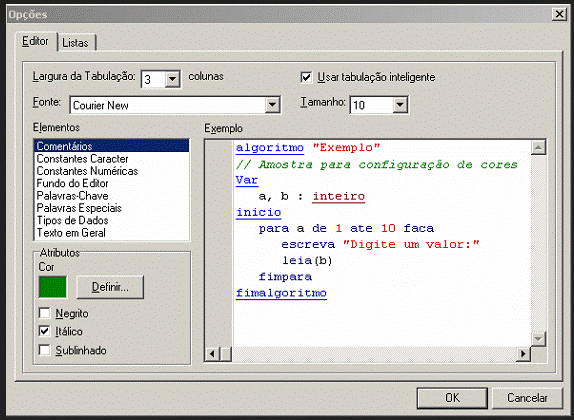 Opções
Editor Listas
Largura da Tabulação: 3 colunas Usar tabulação inteligente
Fonte: Courier New Tamanho: 10
Elementos
Comentários
Constantes Caracter
Constantes Numéricas
Fundo do Editor
Palavras-Chave
Palavras Especiais
Tipos de Dados
Texto em Geral
Atributos
Cor
Definir...
Negrito
Itálico
Sublinhado
Exemplo
algoritmo "Exemplo"
// Amostra para configuração de cores
Var
a, b : inteiro
inicio
para a de 1 ate 10 faca
escreva "Digite um valor:"
leia(b)
fimpara
fimalgoritmo
OK Cancelar